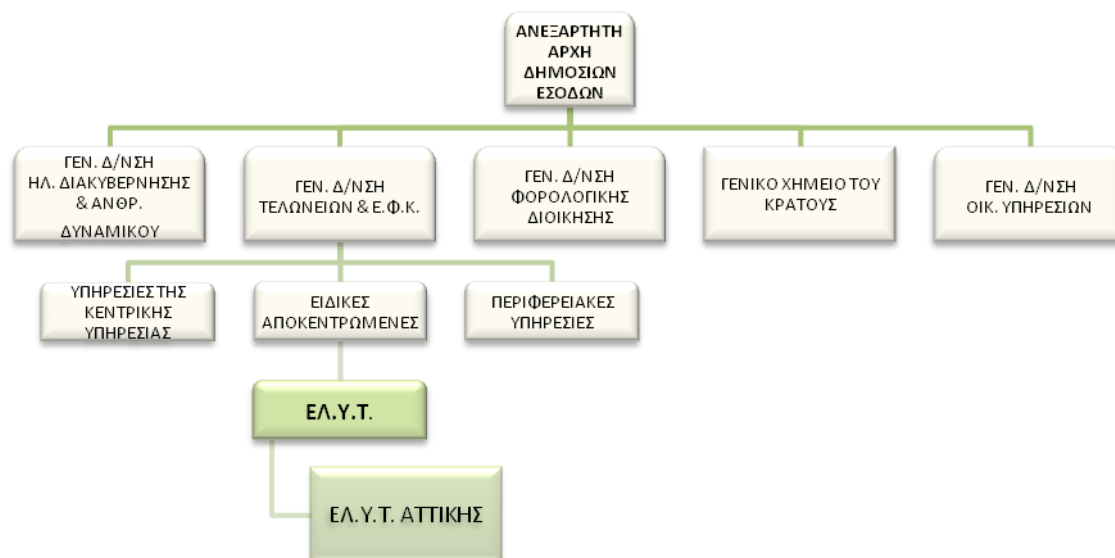 ΑΝΕΞΑΡΤΗΤΗ
ΑΡΧΗ
ΔΗΜΟΣΙΩΝ
ΕΣΟΔΩΝ
ΓΕΝ. Δ/ΝΣΗ
ΗΛ. ΔΙΑΚΥΒΕΡΝΗΣΗΣ
& ΑΝΘΡ.
ΔΥΝΑΜΙΚΟΥ
ΓΕΝ. Δ/ΝΣΗ
ΤΕΛΩΝΕΙΩΝ & Ε.Φ.Κ.
ΓΕΝ. Δ/ΝΣΗ
ΦΟΡΟΛΟΓΙΚΗΣ
ΔΙΟΙΚΗΣΗΣ
ΓΕΝΙΚΟ ΧΗΜΕΙΟ ΤΟΥ
ΚΡΑΤΟΥΣ
ΓΕΝ. Δ/ΝΣΗ
ΟΙΚ. ΥΠΗΡΕΣΙΩΝ
ΥΠΗΡΕΣΙΕΣ ΤΗΣ
ΚΕΝΤΡΙΚΗΣ
ΥΠΗΡΕΣΙΑΣ
ΕΙΔΙΚΕΣ
ΑΠΟΚΕΝΤΡΩΜΕΝΕΣ
ΠΕΡΙΦΕΡΕΙΑΚΕΣ
ΥΠΗΡΕΣΙΕΣ
ΕΛ.Υ.Τ.
ΕΛ.Υ.Τ. ΑΤΤΙΚΗΣ